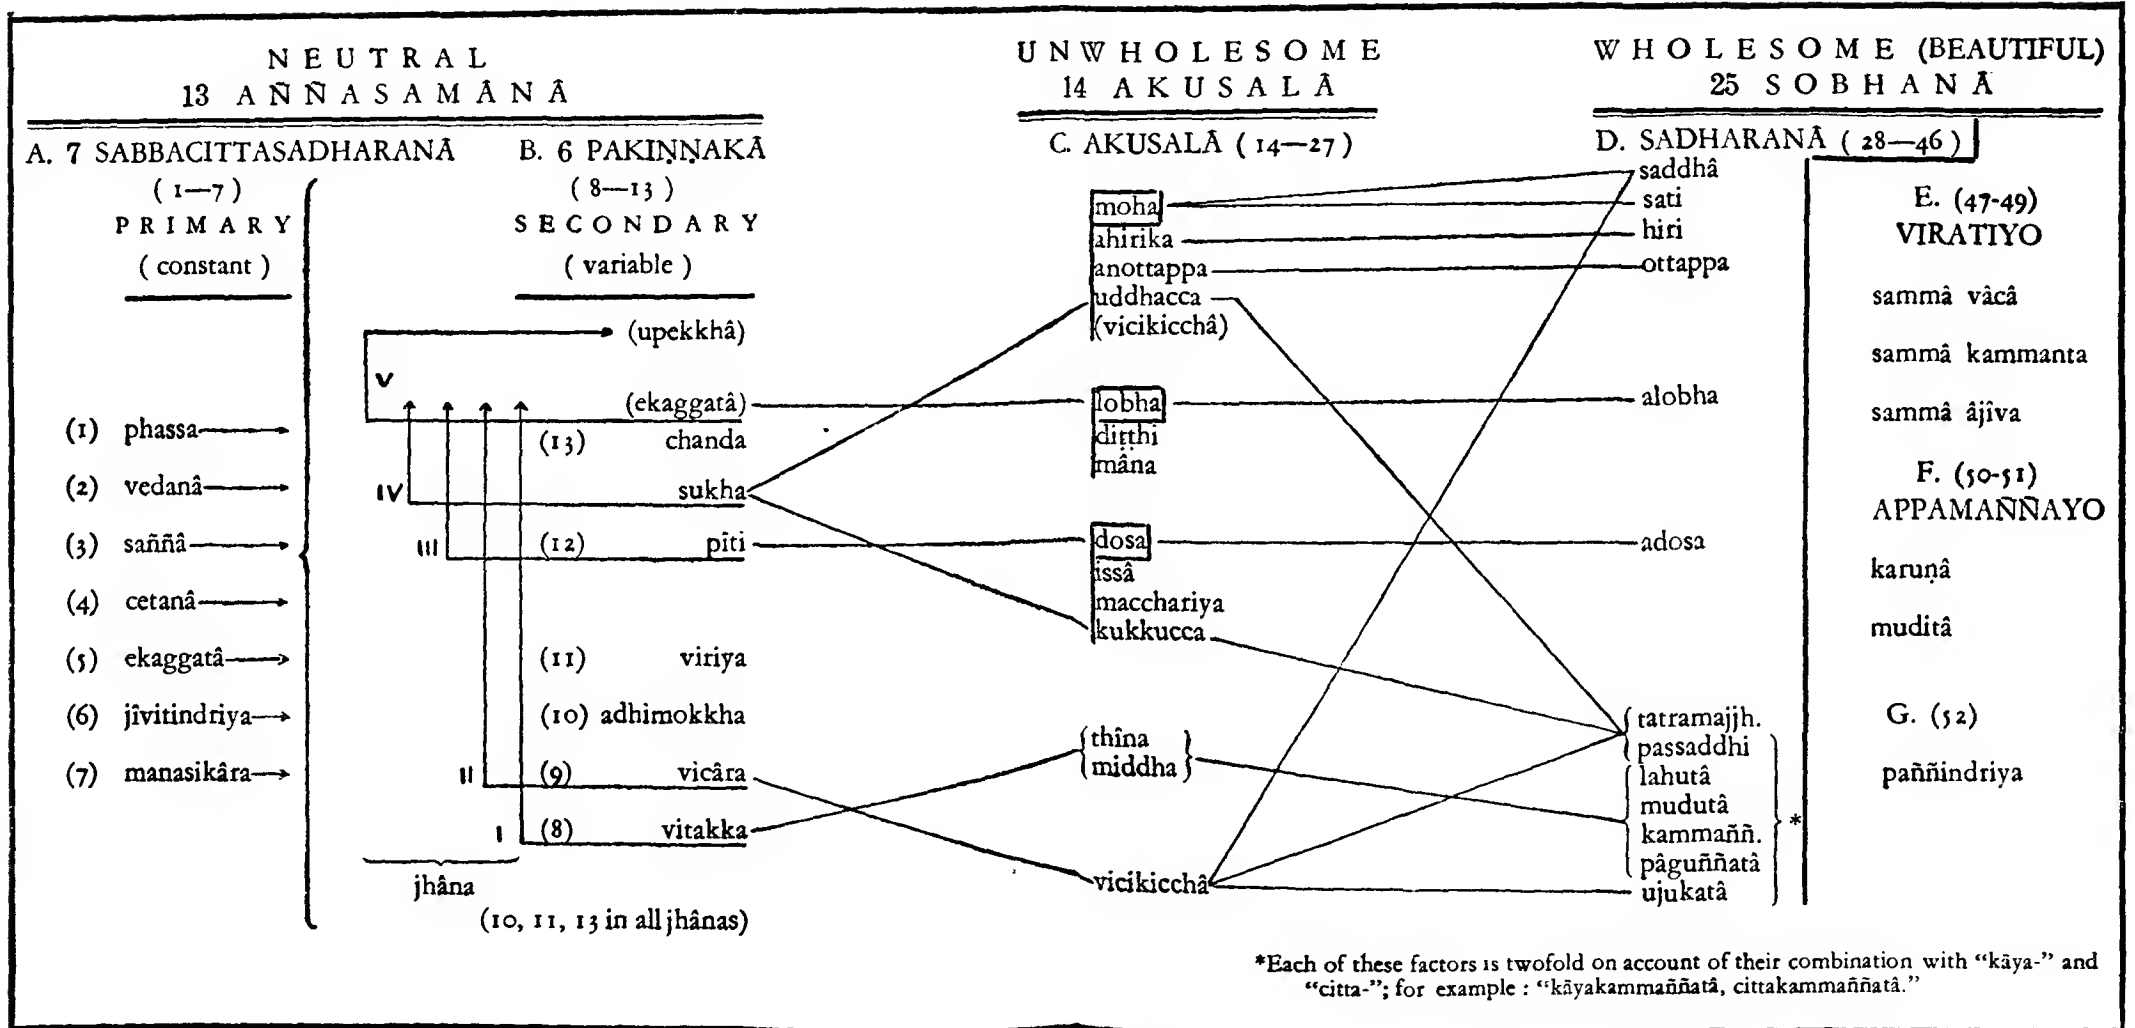 NEUTRAL
13 AÑÑASAMÂNÂ
A. 7 SABBACITTASADHARANÂ
(1—7)
PRIMARY
(constant)
(1) phassa
(2) vedanâ
(3) saññâ
(4) cetanâ
(5) ekaggatâ
(6) jîvitindriya
(7) manasikâra
B. 6 PAKIṆṆAKÂ
(8—13)
SECONDARY
(variable)
(upekkhâ)
V
(ekaggatâ)
(13) chanda
IV sukha
III (12) pîti
(11) viriya
(10) adhimokkha
II (9) vicâra
I (8) vitakka
jhâna
(10, 11, 13 in all jhânas)
UNWHOLESOME
14 AKUSALÂ
C. AKUSALÂ (14—27)
moha
ahirika
anottappa
uddhacca
(vicikicchâ)
lobha
diṭṭhi
mâna
dosa
issâ
macchariya
kukkucca
thîna
middha
vicikicchâ
WHOLESOME (BEAUTIFUL)
25 SOBHANÂ
D. SADHARANÂ (28—46)
saddhâ
sati
hiri
ottappa
alobha
adosa
tatramajjh.
passaddhi
lahutâ
mudutâ
kammaññ.
pâguññatâ
ujukatâ
*
E. (47-49)
VIRATIYO
sammâ vâcâ
sammâ kammanta
sammâ âjîva
F. (50-51)
APPAMAÑÑAYO
karuṇâ
muditâ
G. (52)
paññindriya
*Each of these factors is twofold on account of their combination with “kāya-” and
“citta-”; for example : “kāyakammaññatâ, cittakammaññatâ.”